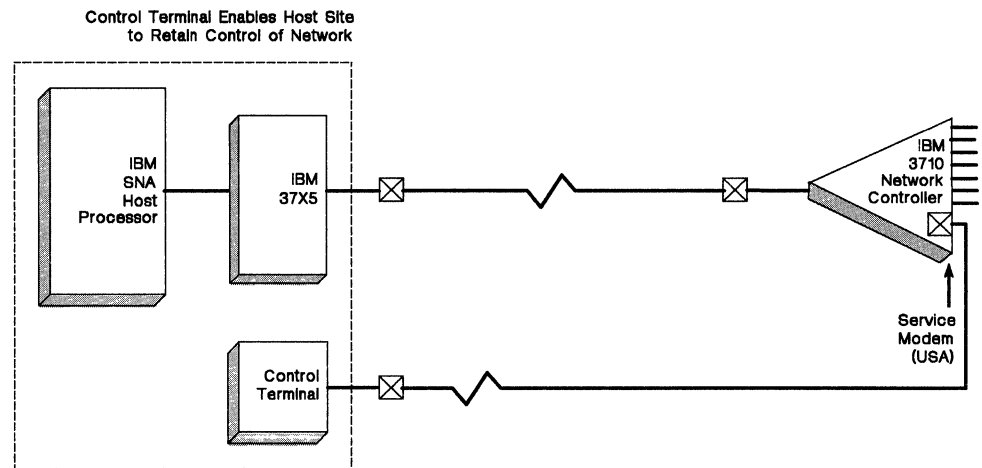 Control Terminal Enables Host Site
to Retain Control of Network
IBM
SNA
Host
Processor
IBM
37X5
IBM
3710
Network
Controller
Service
Modem
(USA)
Control
Terminal